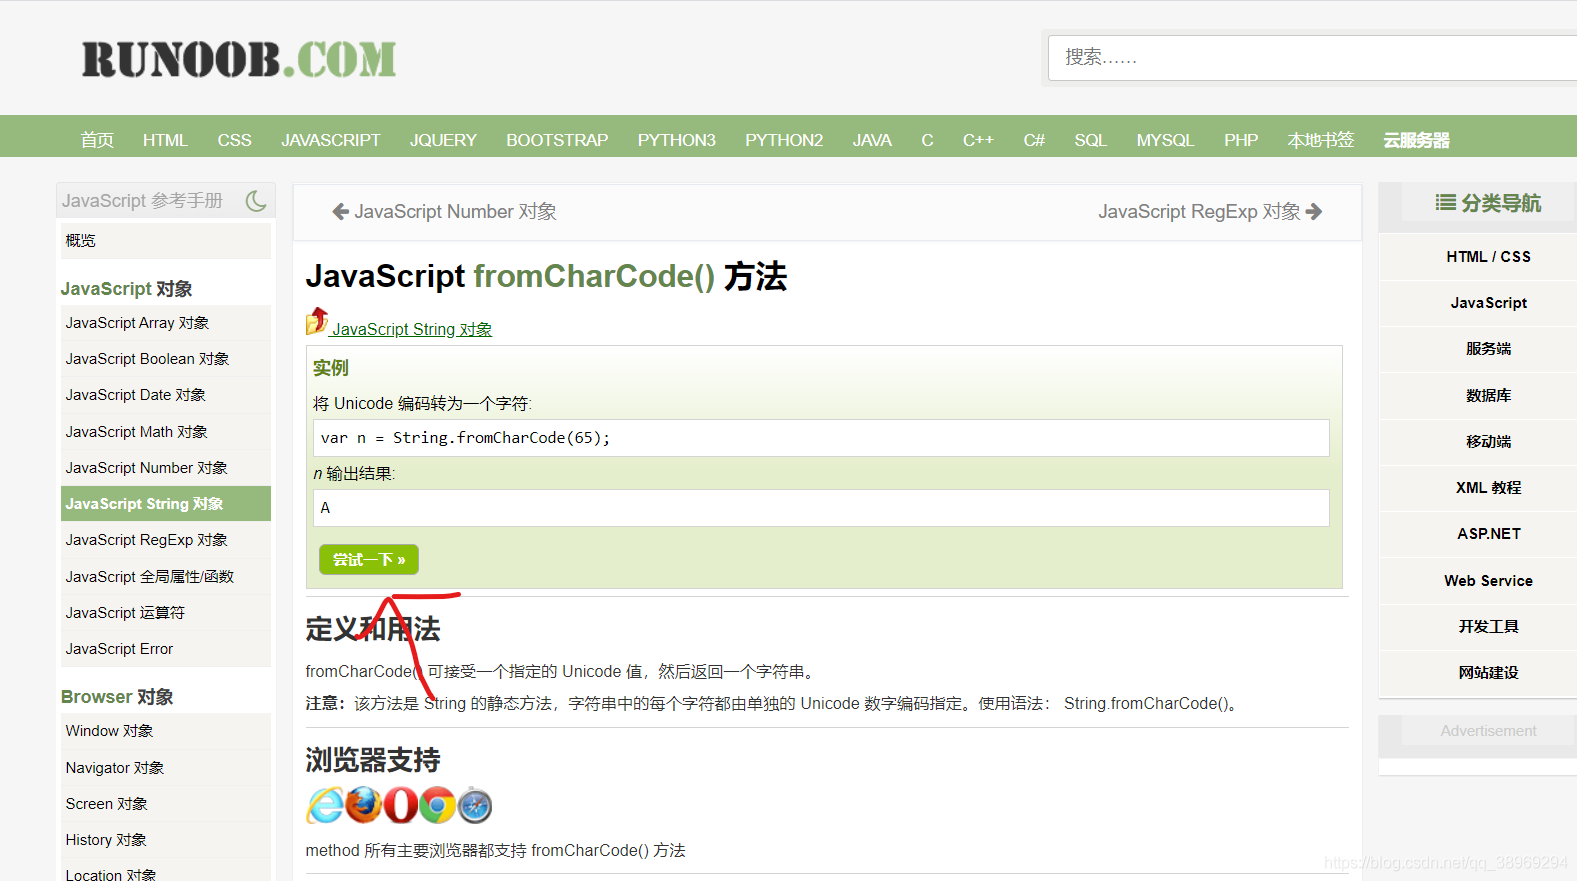 RUNOOB.COM
搜索……
首页 HTML CSS JAVASCRIPT JQUERY BOOTSTRAP PYTHON3 PYTHON2 JAVA C C++ C# SQL MYSQL PHP 本地书签 云服务器
JavaScript 参考手册
概览
JavaScript 对象
JavaScript Array 对象
JavaScript Boolean 对象
JavaScript Date 对象
JavaScript Math 对象
JavaScript Number 对象
JavaScript String 对象
JavaScript RegExp 对象
JavaScript 全局属性/函数
JavaScript 运算符
JavaScript Error
Browser 对象
Window 对象
Navigator 对象
Screen 对象
History 对象
Location 对象
JavaScript Number 对象
JavaScript RegExp 对象
JavaScript fromCharCode() 方法
JavaScript String 对象
实例
将 Unicode 编码转为一个字符:
var n = String.fromCharCode(65);
n 输出结果:
A
尝试一下 »
定义和用法
fromCharCode() 可接受一个指定的 Unicode 值，然后返回一个字符串。
注意：该方法是 String 的静态方法，字符串中的每个字符都由单独的 Unicode 数字编码指定。使用语法： String.fromCharCode()。
浏览器支持
method 所有主要浏览器都支持 fromCharCode() 方法
分类导航
HTML / CSS
JavaScript
服务端
数据库
移动端
XML 教程
ASP.NET
Web Service
开发工具
网站建设
Advertisement
https://blog.csdn.net/qq_38969294